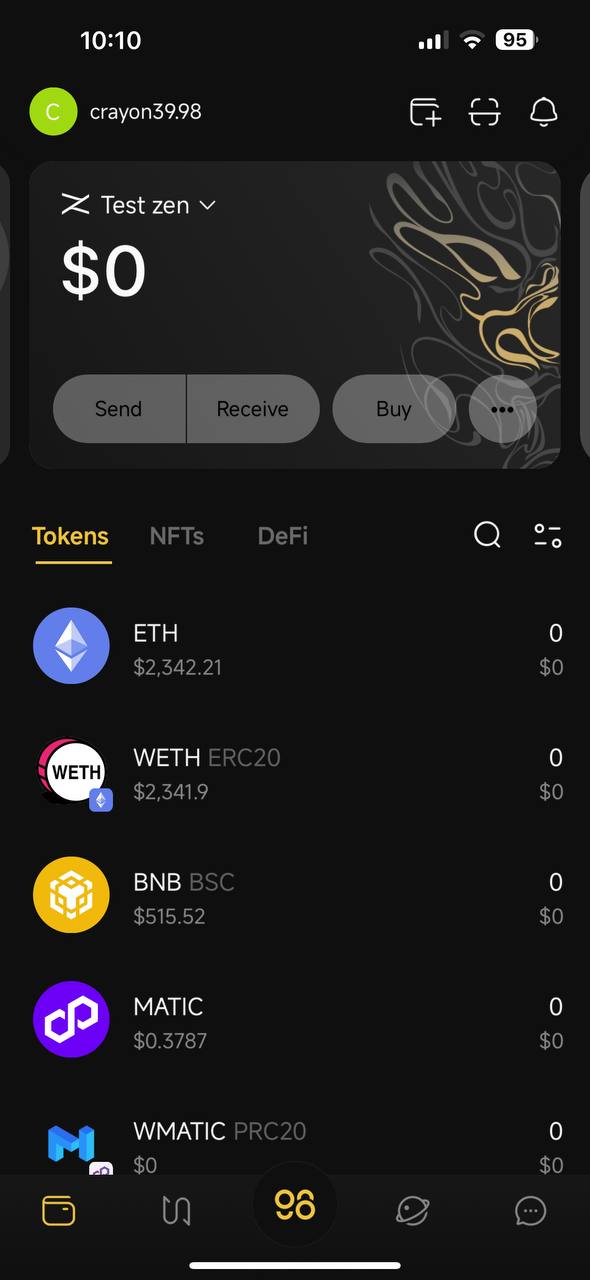 10:10
95
C
crayon39.98
Test zen
$0
Send
Receive
Buy
Tokens
NFTs
DeFi
ETH
0
$2,342.21
$0
WETH
WETH ERC20
0
$2,341.9
$0
BNB BSC
0
$515.52
$0
MATIC
0
$0.3787
$0
WMATIC PRC20
0
$0
$0